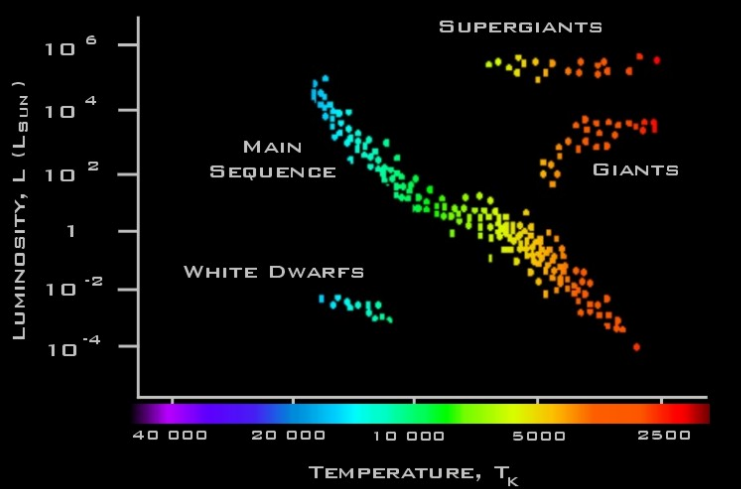 SUPERGIANTS
10 6
10 4
MAIN
SEQUENCE
GIANTS
10 2
1
WHITE DWARFS
10 -2
10 -4
LUMINOSITY, L (LSUN)
40 000 20 000 10 000 5000 2500
TEMPERATURE, TK